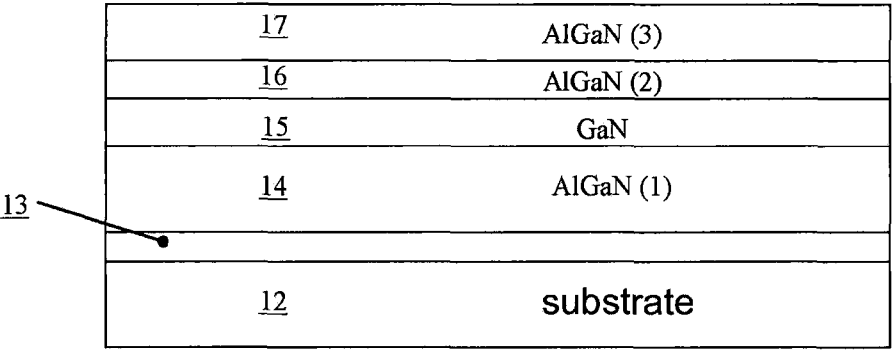 17 AlGaN (3)
16 AlGaN (2)
15 GaN
14 AlGaN (1)
13
12 substrate